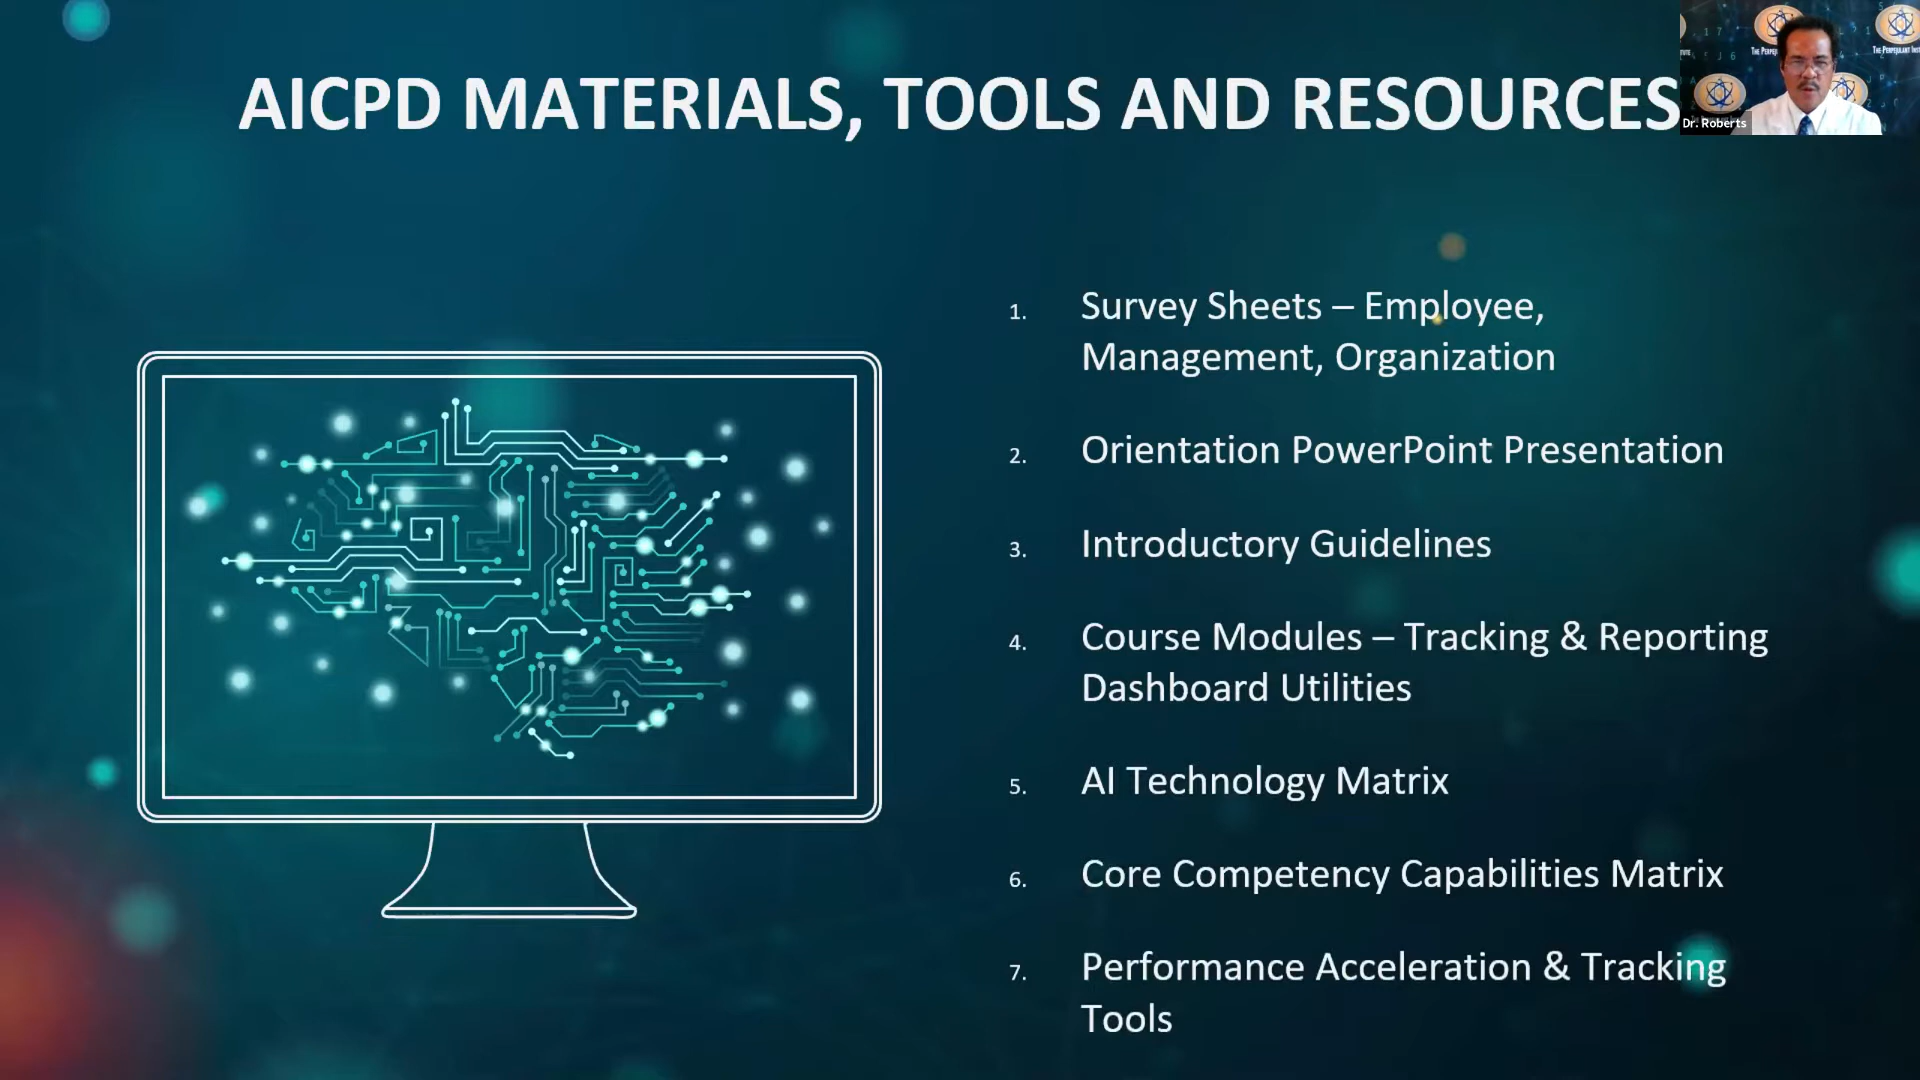 AICPD MATERIALS, TOOLS AND RESOURCES
Dr. Roberts
1. Survey Sheets – Employee,
Management, Organization
2. Orientation PowerPoint Presentation
3. Introductory Guidelines
4. Course Modules – Tracking & Reporting
Dashboard Utilities
5. AI Technology Matrix
6. Core Competency Capabilities Matrix
7. Performance Acceleration & Tracking
Tools